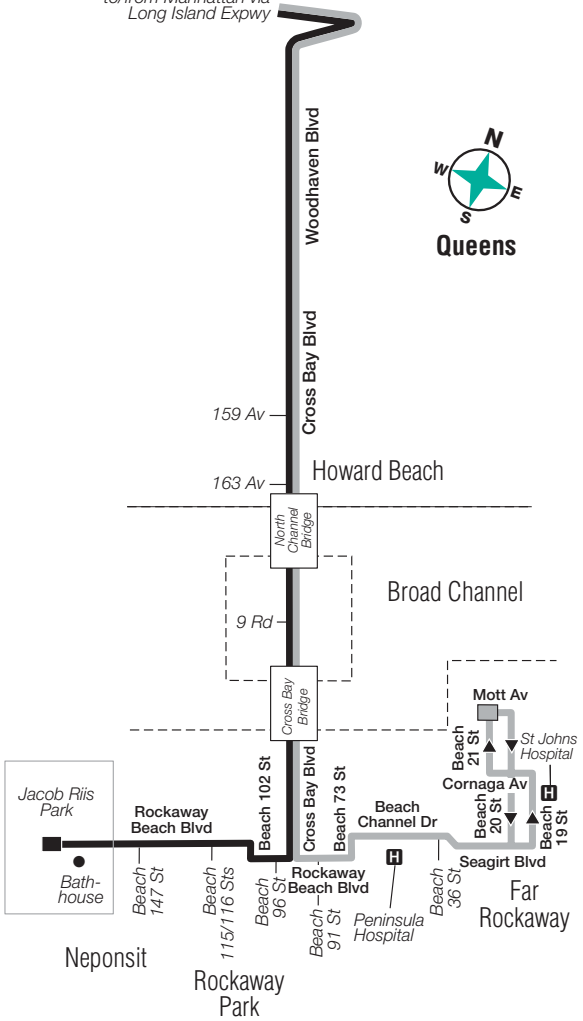 to/from Manhattan via
Long Island Expwy
Woodhaven Blvd
N
W
E
S
Queens
Cross Bay Blvd
159 Av
Howard Beach
163 Av
North
Channel
Bridge
Broad Channel
9 Rd
Cross Bay
Bridge
Mott Av
Beach
21 St
St Johns
Hospital
H
Cornaga Av
Beach
20 St
Beach
19 St
Beach 102 St
Cross Bay Blvd
Beach 73 St
Jacob Riis
Park
Rockaway
Beach Blvd
Beach
Channel Dr
Seagirt Blvd
Bath-
house
Beach
147 St
Beach
115/116 Sts
Beach
96 St
Rockaway
Beach Blvd
Beach
91 St
H
Peninsula
Hospital
Beach
36 St
Far
Rockaway
Neponsit
Rockaway
Park